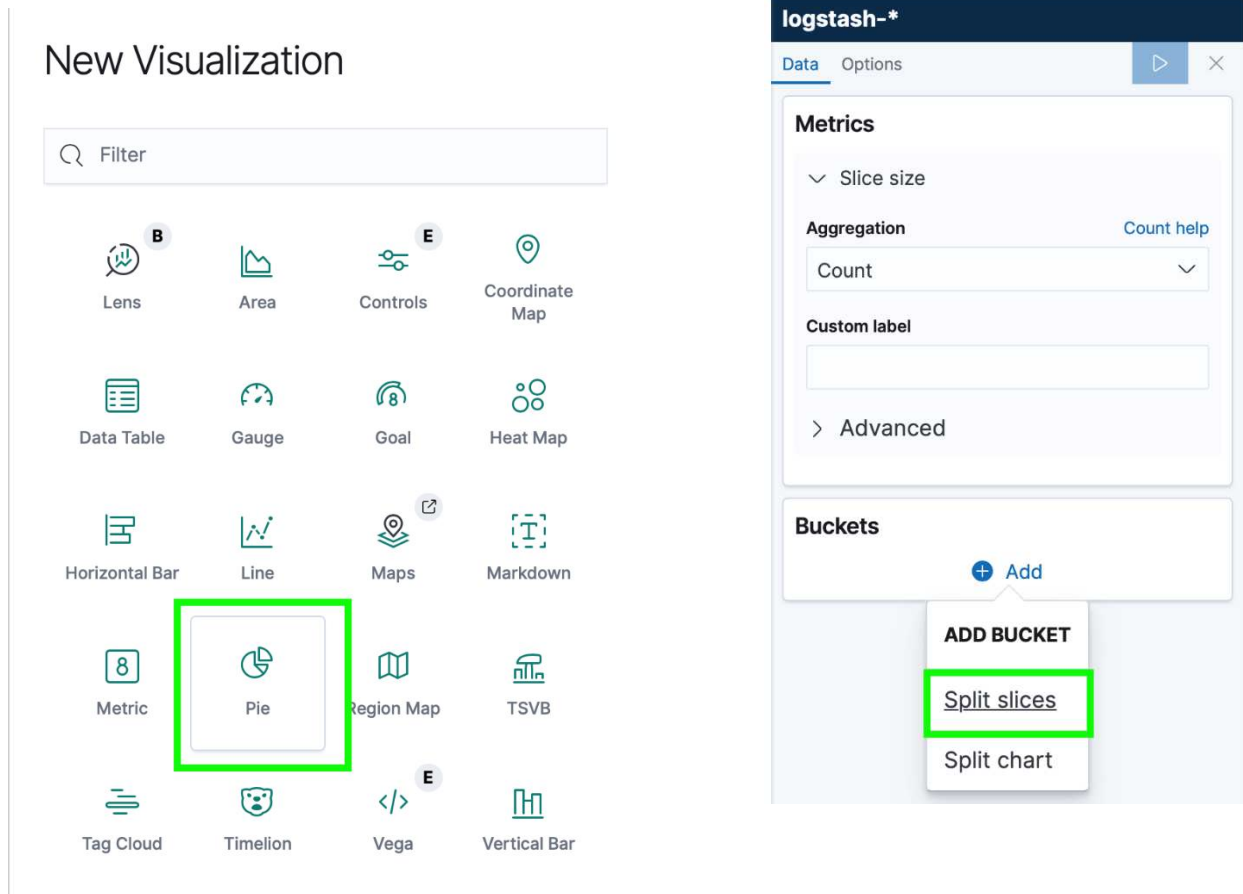 New Visualization
Filter
B
E
Lens
Area
Controls
Coordinate
Map
8
Data Table
Gauge
Goal
Heat Map
T
Horizontal Bar
Line
Maps
Markdown
8
Metric
Pie
Region Map
TSVB
E
Tag Cloud
Timelion
Vega
Vertical Bar
logstash-*
Data Options
Metrics
Slice size
Aggregation Count help
Count
Custom label
Advanced
Buckets
Add
ADD BUCKET
Split slices
Split chart